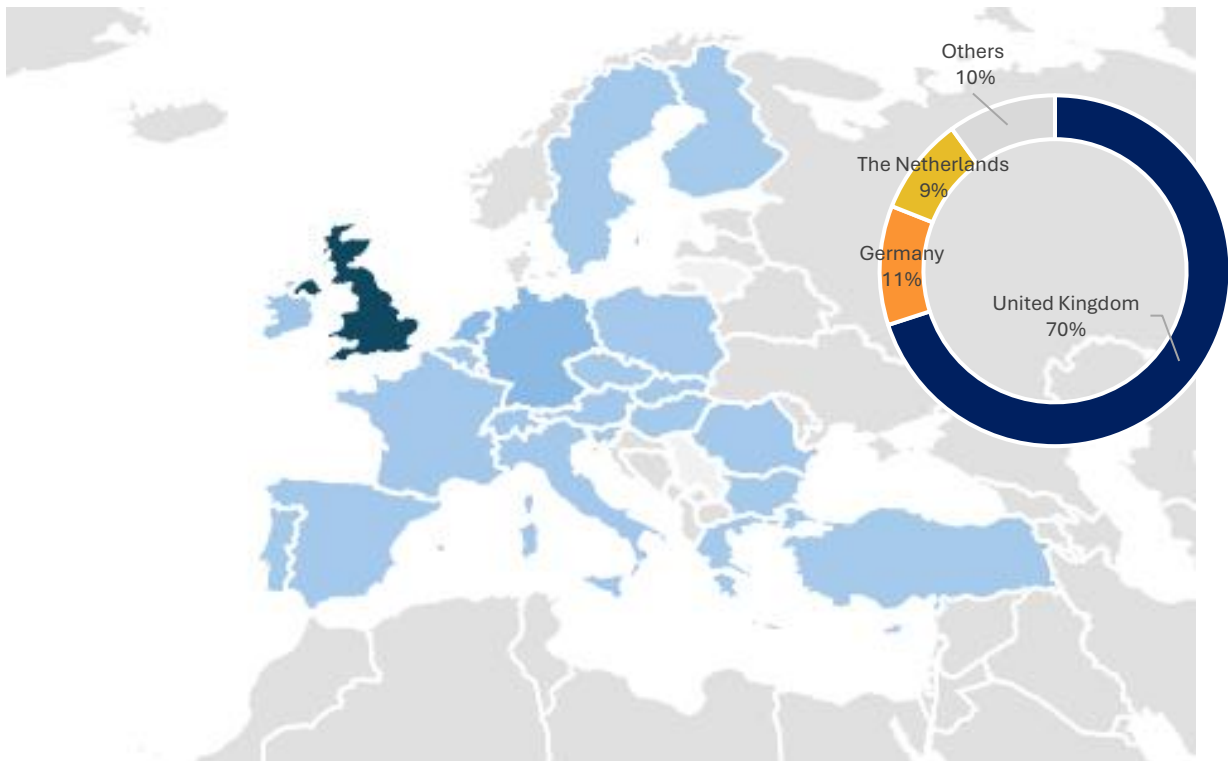 Others
10%
The Netherlands
9%
Germany
11%
United Kingdom
70%